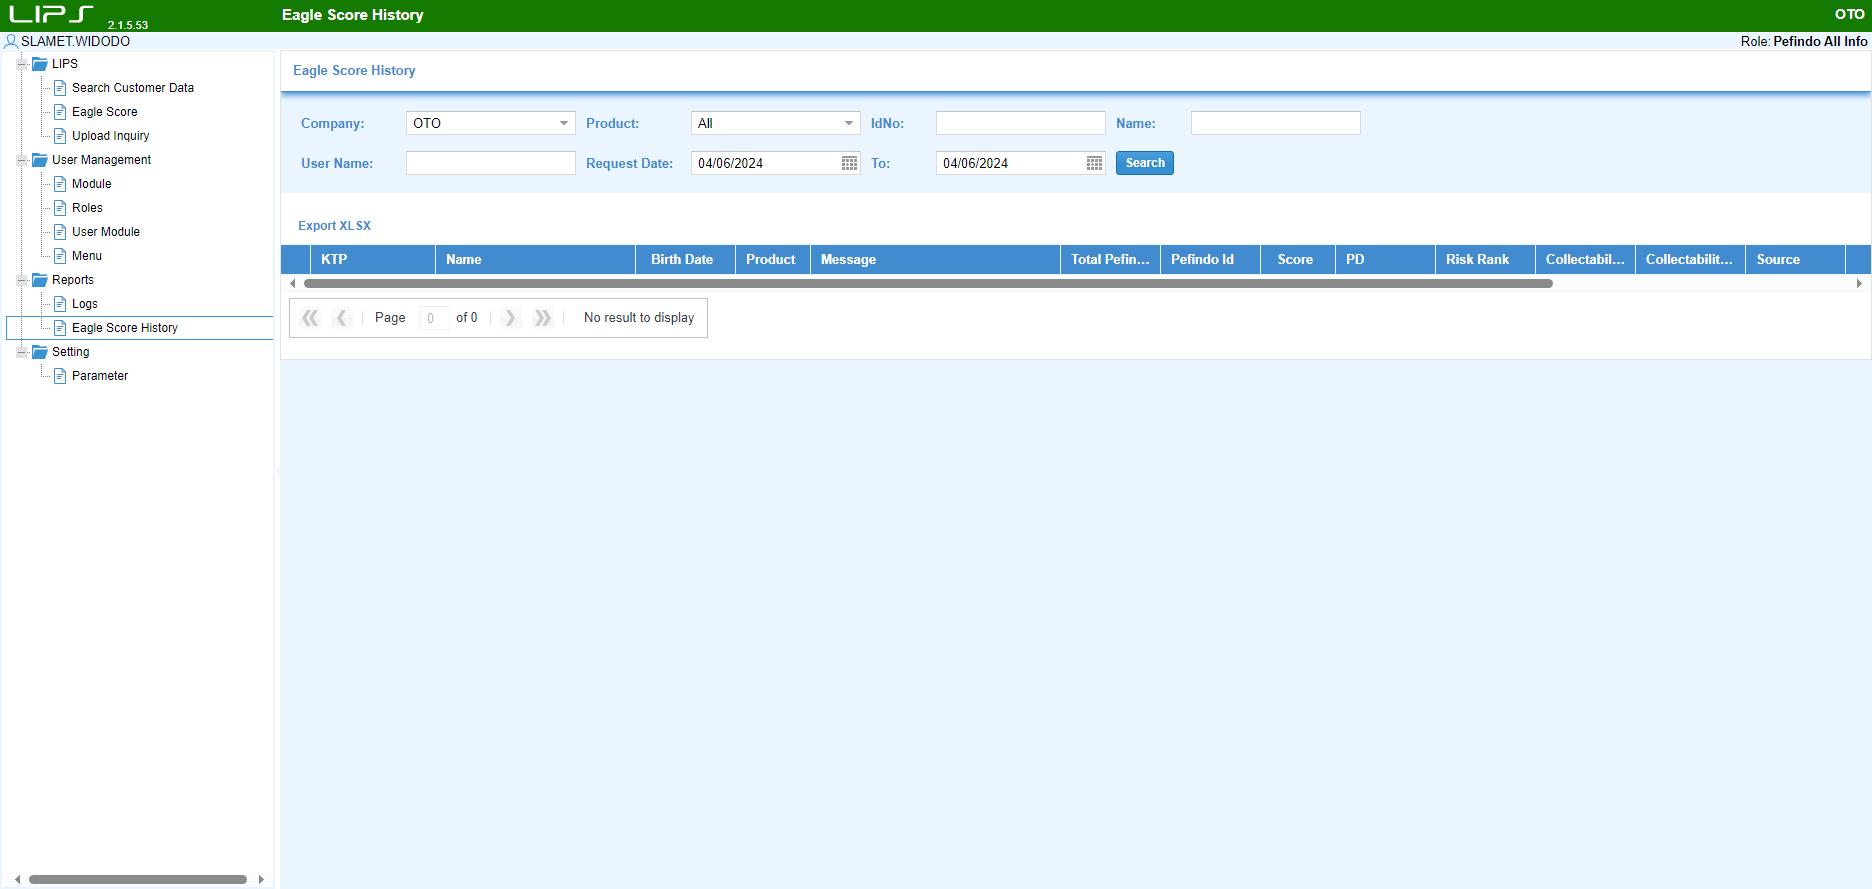 LIPS 2.1.5.53 Eagle Score History OTO
SLAMET.WIDODO Role: Pefindo All Info
LIPS
Search Customer Data
Eagle Score
Upload Inquiry
User Management
Module
Roles
User Module
Menu
Reports
Logs
Eagle Score History
Setting
Parameter
Eagle Score History
Company: OTO Product: All IdNo: Name:
User Name: Request Date: 04/06/2024 To: 04/06/2024 Search
Export XLSX
KTP Name Birth Date Product Message Total Pefin... Pefindo Id Score PD Risk Rank Collectabil... Collectabilit... Source
Page 0 of 0 No result to display